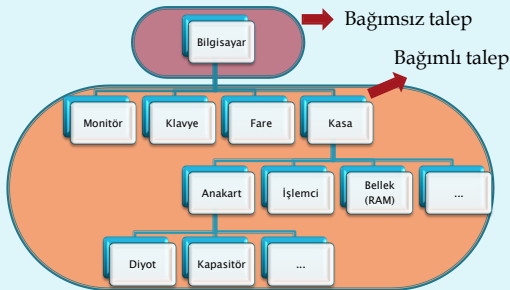 Bağımsız talep
Bilgisayar
Bağımlı talep
Monitör
Klavye
Fare
Kasa
Anakart
İşlemci
Bellek
(RAM)
...
Diyot
Kapasitör
...